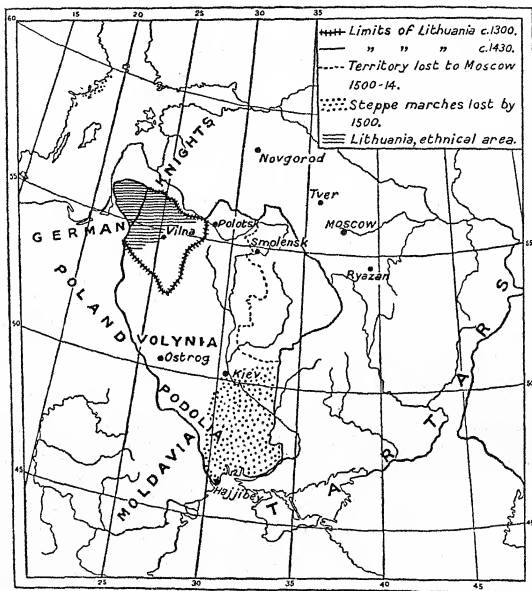 10 15 20 25 30 35
60
Limits of Lithuania c.1300.
" " " c.1430.
Territory lost to Moscow
1500-14.
Steppe marches lost by
1500.
Lithuania, ethnical area.
KNIGHTS
Novgorod
55
Tver
Polotsk
Moscow
GERMAN
Vilna
Smolensk
55
Ryazan
POLAND
50
VOLYNIA
Ostrog
Kiev.
50
PODOLIA
TARTARS
MOLDAVIA
45
Hajjibey
45
25 30 35 40 45